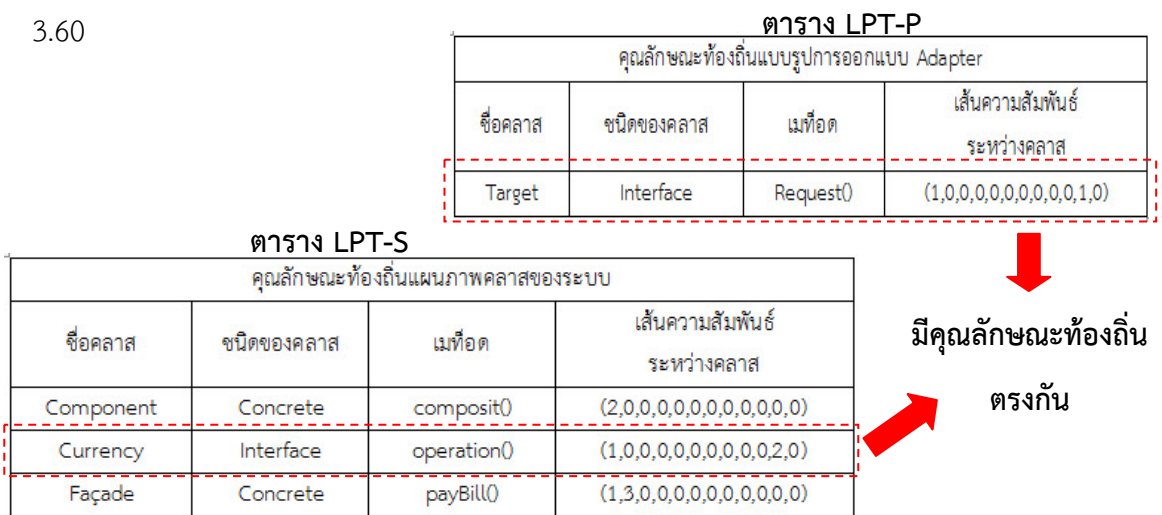 3.60
ตาราง LPT-P
คุณลักษณะท้องถิ่นแบบรูปการออกแบบ Adapter
ชื่อคลาส ชนิดของคลาส เมท็อด เส้นความสัมพันธ์
ระหว่างคลาส
Target Interface Request() (1,0,0,0,0,0,0,0,0,0,1,0)
ตาราง LPT-S
คุณลักษณะท้องถิ่นแผนภาพคลาสของระบบ
ชื่อคลาส ชนิดของคลาส เมท็อด เส้นความสัมพันธ์
ระหว่างคลาส
Component Concrete composit() (2,0,0,0,0,0,0,0,0,0,0,0)
Currency Interface operation() (1,0,0,0,0,0,0,0,0,0,2,0)
Façade Concrete payBill() (1,3,0,0,0,0,0,0,0,0,0,0)
มีคุณลักษณะท้องถิ่น
ตรงกัน